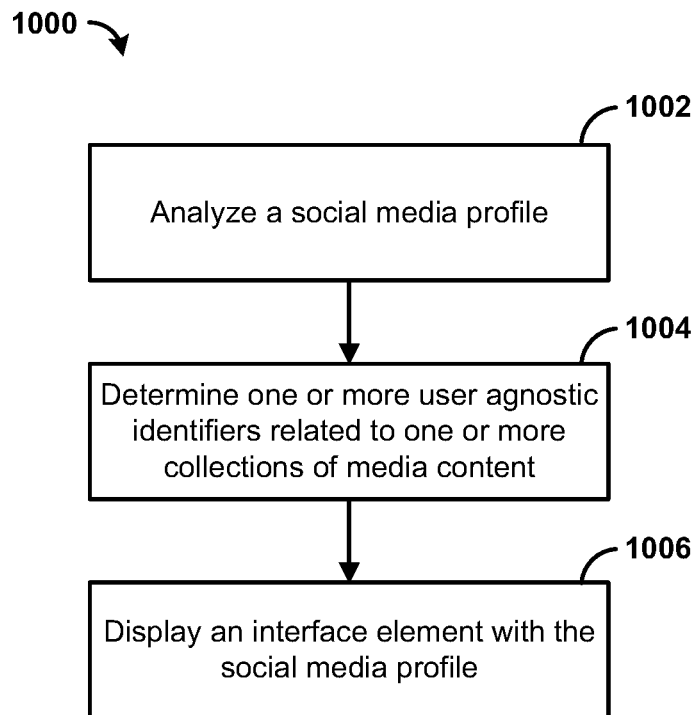 1000
1002
Analyze a social media profile
1004
Determine one or more user agnostic
identifiers related to one or more
collections of media content
1006
Display an interface element with the
social media profile